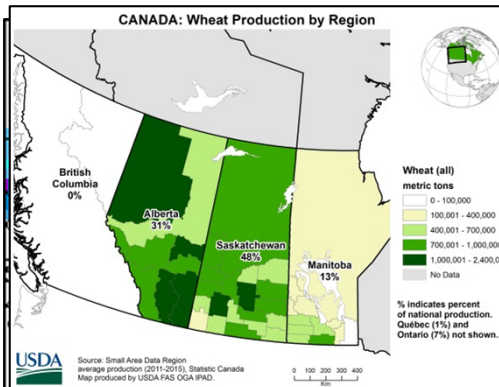 CANADA: Wheat Production by Region
British
Columbia
0%
Alberta
31%
Saskatchewan
48%
Manitoba
13%
Wheat (all)
metric tons
0 - 100,000
100,001 - 400,000
400,001 - 700,000
700,001 - 1,000,00
1,000,001 - 2,400,0
No Data
% indicates percent
of national production.
Québec (1%) and
Ontario (7%) not shown.
USDA
Source: Small Area Data Region
average production (2011-2015), Statistic Canada
Map produced by USDA FAS OGA IPAD.
0 100 200 400
Km